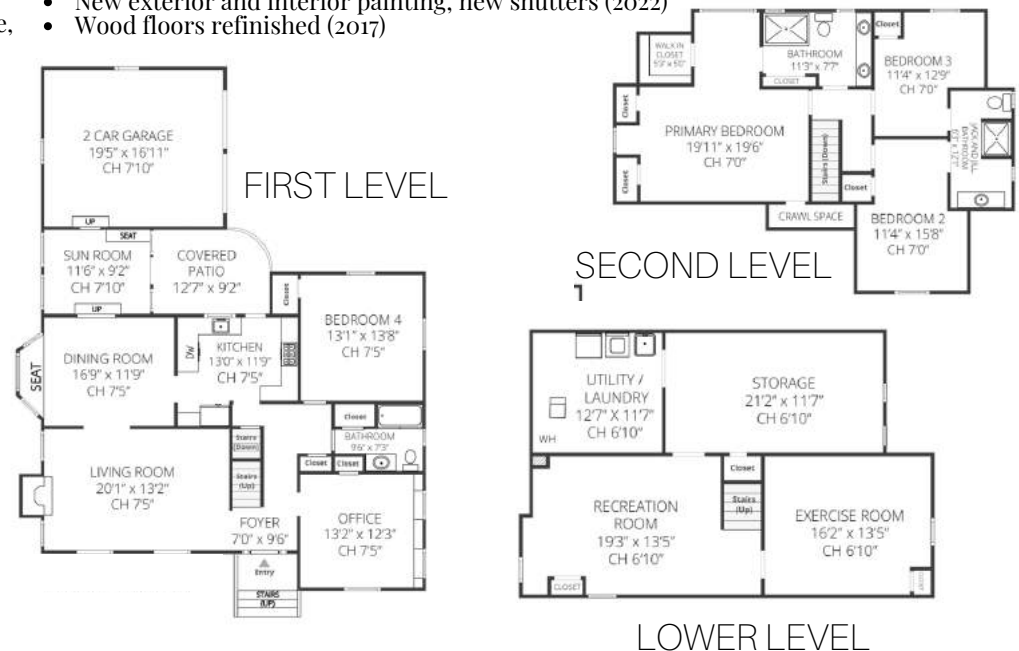 New exterior and interior painting, new shutters (2022)
Wood floors refinished (2017)
2 CAR GARAGE
19'5" x 16'11"
CH 7'10"
FIRST LEVEL
UP
SEAT
SUN ROOM
11'6" x 9'2"
CH 7'10"
COVERED
PATIO
12'7" x 9'2"
UP
Closet
BEDROOM 4
13'1" x 13'8"
CH 7'5"
SEAT
DINING ROOM
16'9" x 11'9"
CH 7'5"
DW
KITCHEN
13'0" x 11'9"
CH 7'5"
Closet
BATHROOM
9'6" x 7'3"
Closet
Closet
Stairs
(Down)
Stairs
(Up)
LIVING ROOM
20'1" x 13'2"
CH 7'5"
FOYER
7'0" x 9'6"
OFFICE
13'2" x 12'3"
CH 7'5"
Entry
STAIRS
(UP)
WALK IN
CLOSET
5'3" x 5'0"
BATHROOM
11'3" x 7'7"
CLOSET
Closet
BEDROOM 3
11'4" x 12'9"
CH 7'0"
Closet
PRIMARY BEDROOM
19'11" x 19'6"
CH 7'0"
Closet
Stairs (Down)
JACK AND JILL
BATHROOM
Closet
CRAWL SPACE
BEDROOM 2
11'4" x 15'8"
CH 7'0"
SECOND LEVEL
UTILITY /
LAUNDRY
12'7" x 11'7"
CH 6'10"
WH
STORAGE
21'2" x 11'7"
CH 6'10"
Closet
Stairs
(Up)
RECREATION
ROOM
19'3" x 13'5"
CH 6'10"
CLOSET
EXERCISE ROOM
16'2" x 13'5"
CH 6'10"
LOWER LEVEL